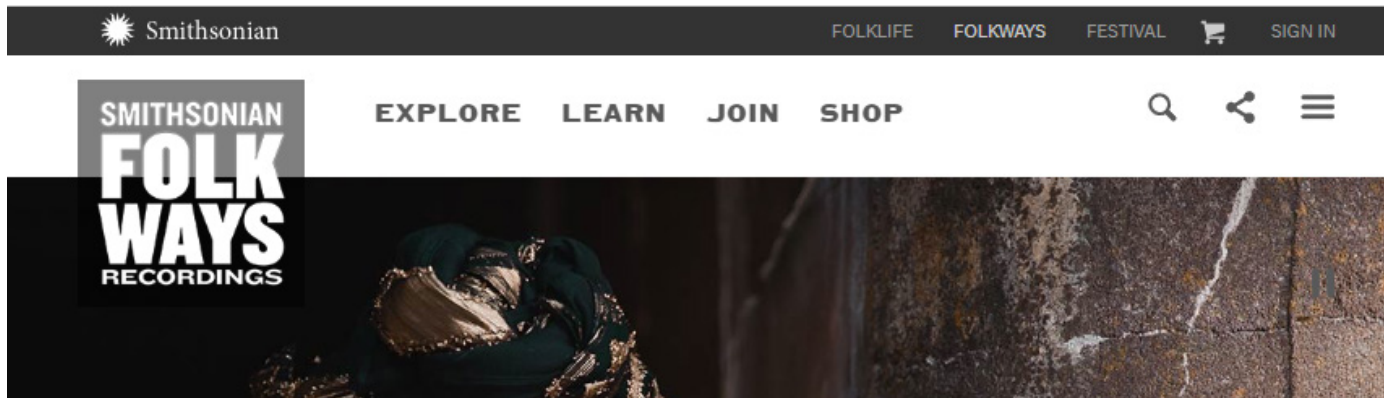 Smithsonian FOLKLIFE FOLKWAYS FESTIVAL SIGN IN
SMITHSONIAN
FOLK
WAYS
RECORDINGS
EXPLORE LEARN JOIN SHOP